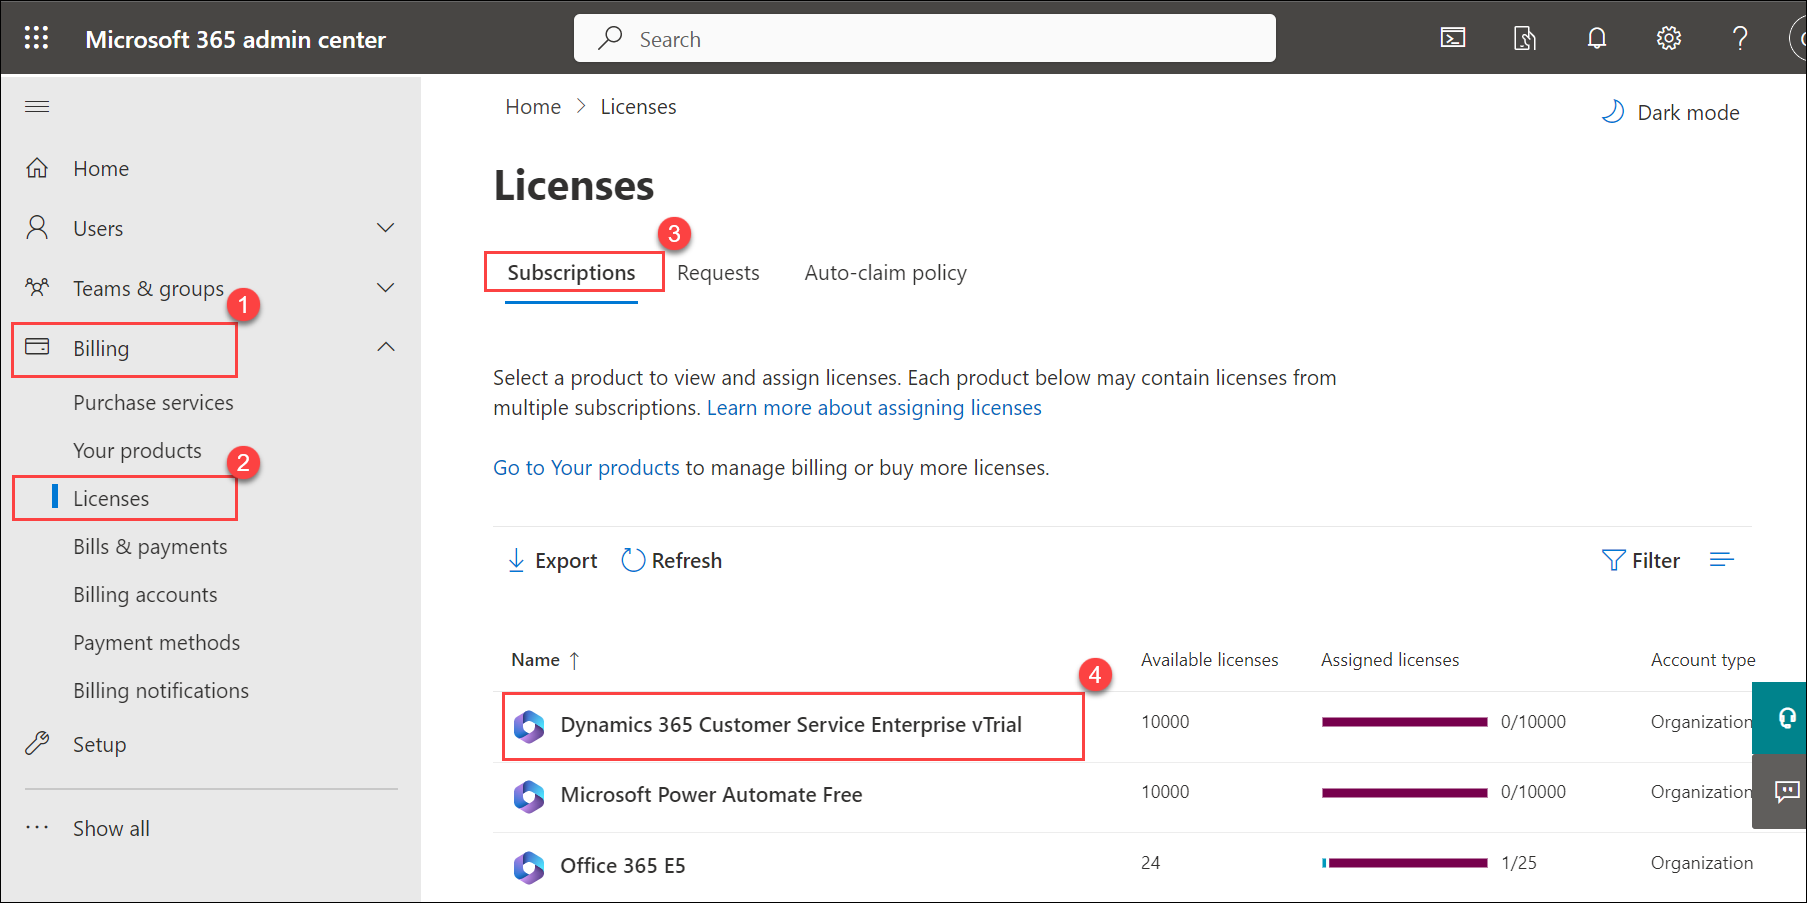 Microsoft 365 admin center
Search
Home
Users
Teams & groups
1
Billing
Purchase services
Your products
2
Licenses
Bills & payments
Billing accounts
Payment methods
Billing notifications
Setup
Show all
Home > Licenses
Dark mode
Licenses
3
Subscriptions Requests Auto-claim policy
Select a product to view and assign licenses. Each product below may contain licenses from
multiple subscriptions. Learn more about assigning licenses
Go to Your products to manage billing or buy more licenses.
Export Refresh Filter
Name ↑ Available licenses Assigned licenses Account type
4
Dynamics 365 Customer Service Enterprise vTrial 10000 0/10000 Organization
Microsoft Power Automate Free 10000 0/10000 Organization
Office 365 E5 24 1/25 Organization